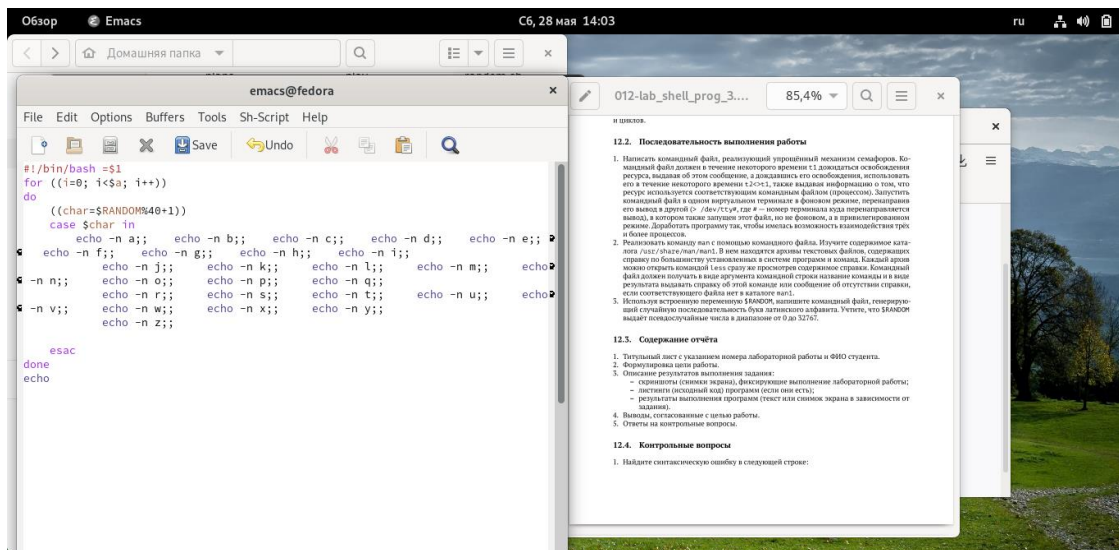 Обзор Emacs Сб, 28 мая 14:03 ru
Домашняя папка
emacs@fedora
File Edit Options Buffers Tools Sh-Script Help
Save Undo
#!/bin/bash =$1
for ((i=0; i<$a; i++))
do
((char=$RANDOM%40+1))
case $char in
echo -n a;; echo -n b;; echo -n c;; echo -n d;; echo -n e;;
echo -n f;; echo -n g;; echo -n h;; echo -n i;;
echo -n j;; echo -n k;; echo -n l;; echo -n m;; echo
-n n;; echo -n o;; echo -n p;; echo -n q;;
echo -n r;; echo -n s;; echo -n t;; echo -n u;; echo
-n v;; echo -n w;; echo -n x;; echo -n y;;
echo -n z;;
esac
done
echo
012-lab_shell_prog_3.... 85,4%
и циклов.
12.2. Последовательность выполнения работы
1. Написать командный файл, реализующий упрощённый механизм семафоров. Ко-
мандный файл должен в течение некоторого времени t1 дожидаться освобождения
ресурса, выдавая об этом сообщение, а дождавшись его освобождения, использовать
его в течение некоторого времени t2<>t1, также выдавая информацию о том, что
ресурс используется соответствующим командным файлом (процессом). Запустить
командный файл в одном виртуальном терминале в фоновом режиме, перенаправив
его вывод в другой (> /dev/tty#, где # — номер терминала куда перенаправляется
вывод), в котором также запущен этот файл, но не фоновом, а в привилегированном
режиме. Доработать программу так, чтобы имелась возможность взаимодействия трёх
и более процессов.
2. Реализовать команду man с помощью командного файла. Изучите содержимое ката-
лога /usr/share/man/man1. В нем находятся архивы текстовых файлов, содержащих
справку по большинству установленных в системе программ и команд. Каждый архив
можно открыть командой less сразу же просмотрев содержимое справки. Командный
файл должен получать в виде аргумента командной строки название команды и в виде
результата выдавать справку об этой команде или сообщение об отсутствии справки,
если соответствующего файла нет в каталоге man1.
3. Используя встроенную переменную $RANDOM, напишите командный файл, генерирую-
щий случайную последовательность букв латинского алфавита. Учтите, что $RANDOM
выдаёт псевдослучайные числа в диапазоне от 0 до 32767.
12.3. Содержание отчёта
1. Титульный лист с указанием номера лабораторной работы и ФИО студента.
2. Формулировка цели работы.
3. Описание результатов выполнения задания:
– скриншоты (снимки экрана), фиксирующие выполнение лабораторной работы;
– листинги (исходный код) программ (если они есть);
– результаты выполнения программ (текст или снимок экрана в зависимости от
задания).
4. Выводы, согласованные с целью работы.
5. Ответы на контрольные вопросы.
12.4. Контрольные вопросы
1. Найдите синтаксическую ошибку в следующей строке: